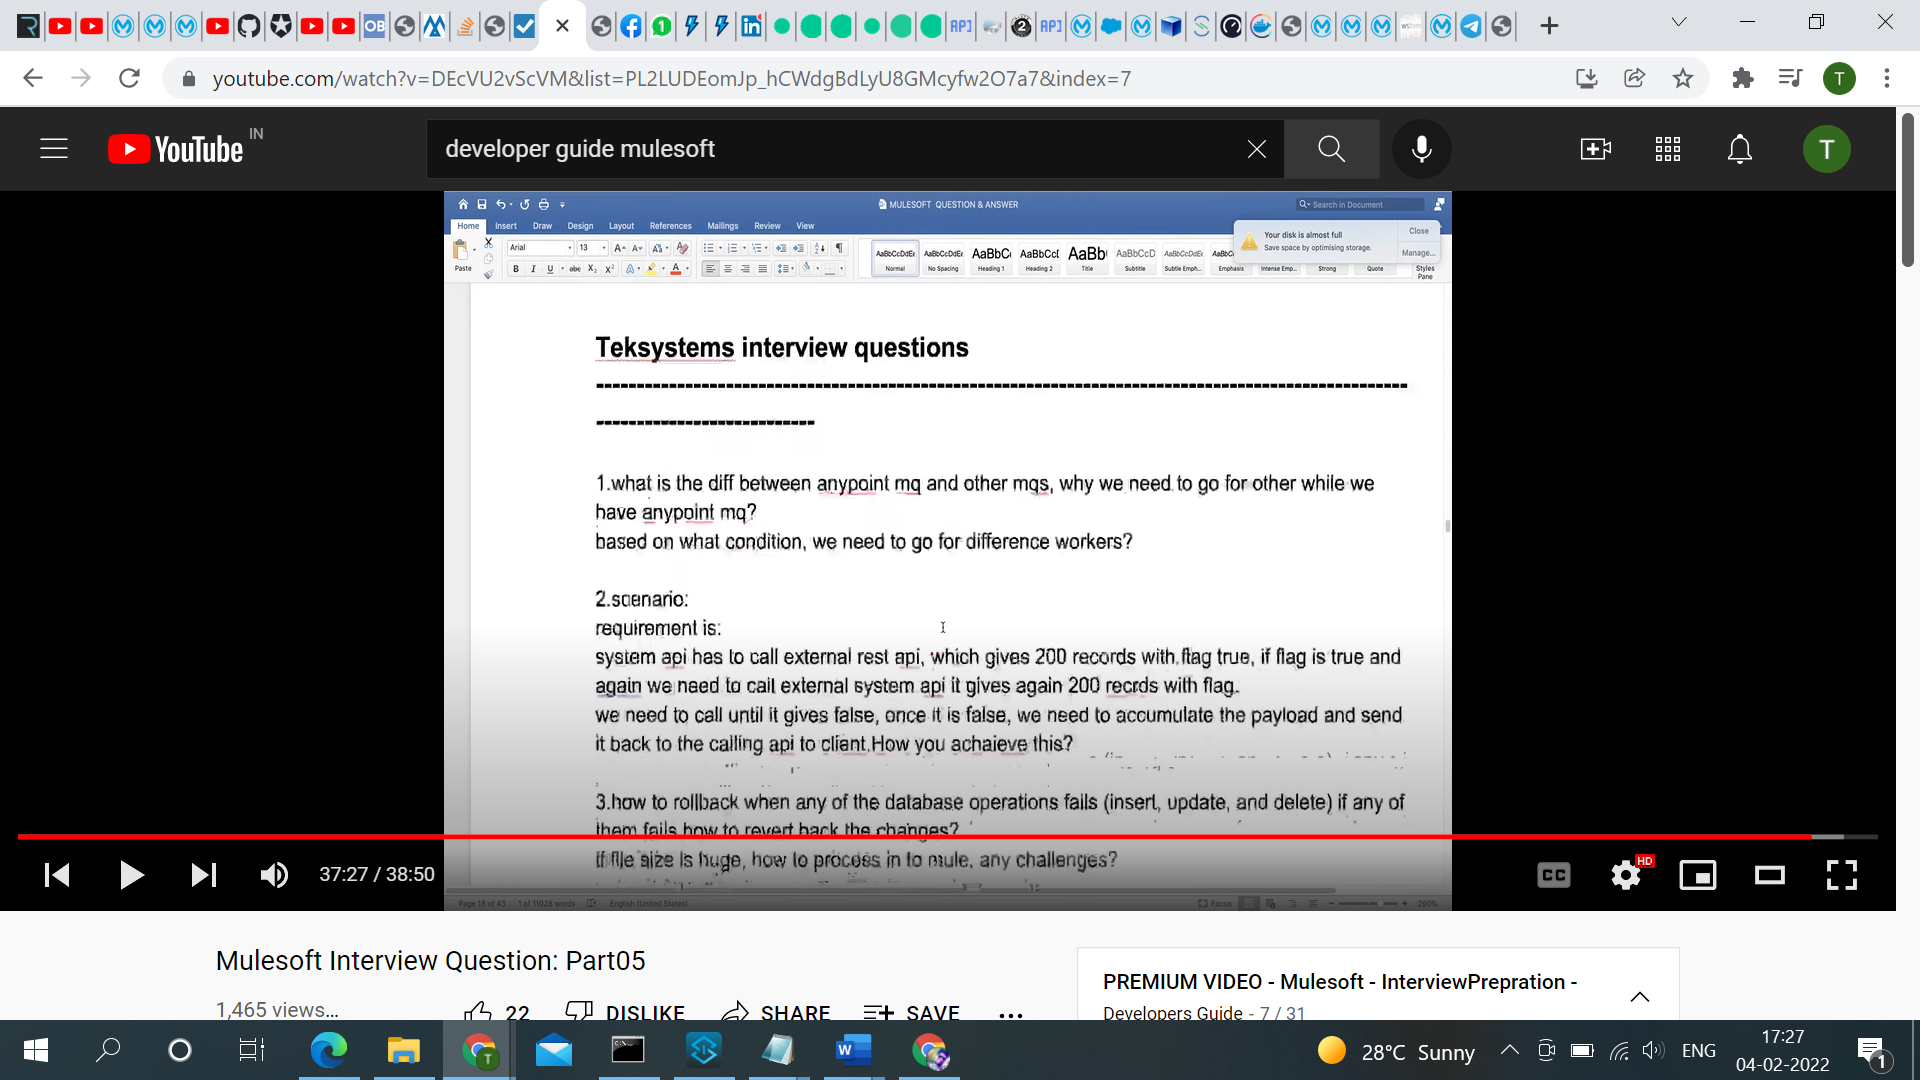 youtube.com/watch?v=DEcVU2vScVM&list=PL2LUDEomJp_hCWdgBdLyU8GMcyfw2O7a7&index=7
T
YouTube IN
developer guide mulesoft
T
MULESOFT QUESTION & ANSWER
Search in Document
Home Insert Draw Design Layout References Mailings Review View
Your disk is almost full
Save space by optimising storage.
Close
Manage...
Paste
Arial 13
AaBbCcDdEe AaBbCcDdEe AaBbC AaBbCcD AaBb AaBbCcD AaBbCcDdEe AaBbC
Normal No Spacing Heading 1 Heading 2 Title Subtitle Subtle Emph... Emphasis Intense Emp... Strong Quote Styles Pane
Teksystems interview questions
1.what is the diff between anypoint mq and other mqs, why we need to go for other while we
have anypoint mq?
based on what condition, we need to go for difference workers?
2.scenario:
requirement is:
system api has to call external rest api, which gives 200 records with flag true, if flag is true and
again we need to call external system api it gives again 200 recrds with flag.
we need to call until it gives false, once it is false, we need to accumulate the payload and send
it back to the calling api to client.How you achaieve this?
3.how to rollback when any of the database operations fails (insert, update, and delete) if any of
them fails how to revert back the changes?
if file size is huge, how to process in to mule, any challenges?
37:27 / 38:50
CC
HD
Page 18 of 43 1 of 11028 words English (United States)
Focus
290%
Mulesoft Interview Question: Part05
1,465 views...
22 DISLIKE SHARE SAVE ...
PREMIUM VIDEO - Mulesoft - InterviewPrepration -
Developers Guide - 7 / 31
28°C Sunny
ENG
17:27
04-02-2022
1